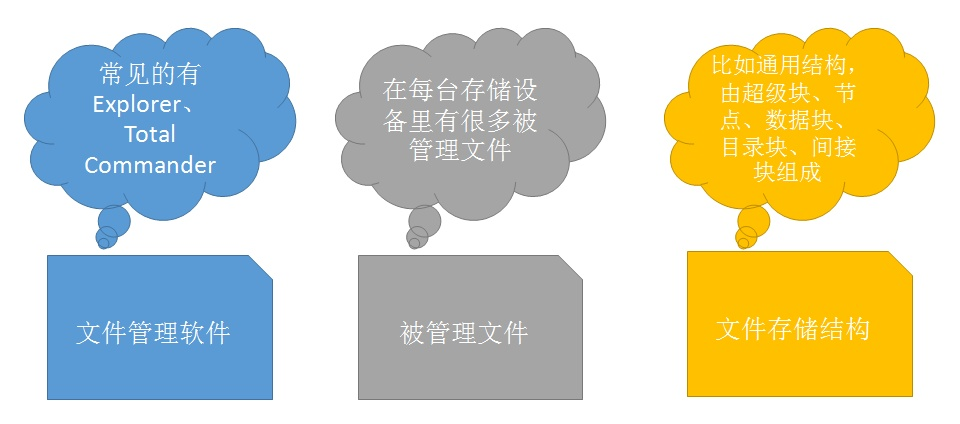 常见的有
Explorer、
Total
Commander
在每台存储设
备里有很多被
管理文件
比如通用结构，
由超级块、节
点、数据块、
目录块、间接
块组成
文件管理软件
被管理文件
文件存储结构